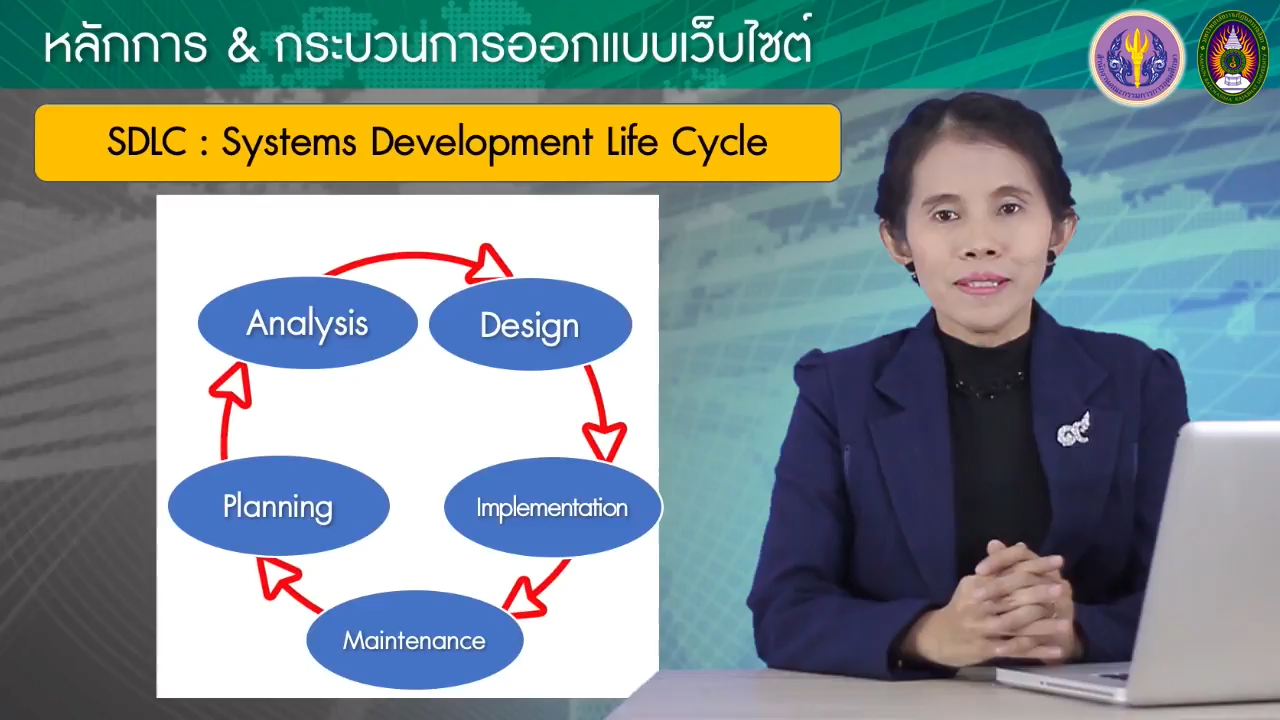 หลักการ & กระบวนการออกแบบเว็บไซต์
SDLC : Systems Development Life Cycle
Analysis
Design
Planning
Implementation
Maintenance